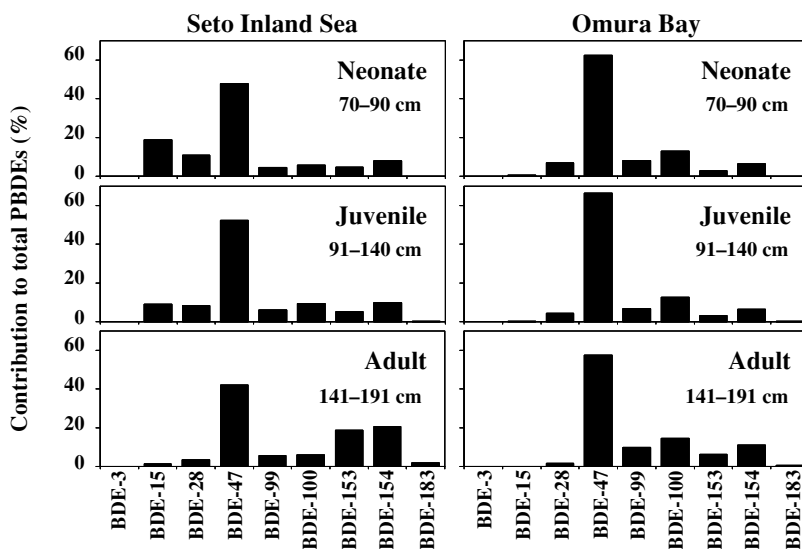 Seto Inland Sea
Omura Bay
Contribution to total PBDEs (%)
60
40
20
0
Neonate
70–90 cm
Neonate
70–90 cm
60
40
20
0
Juvenile
91–140 cm
Juvenile
91–140 cm
60
40
20
0
Adult
141–191 cm
Adult
141–191 cm
BDE-3
BDE-15
BDE-28
BDE-47
BDE-99
BDE-100
BDE-153
BDE-154
BDE-183
BDE-3
BDE-15
BDE-28
BDE-47
BDE-99
BDE-100
BDE-153
BDE-154
BDE-183